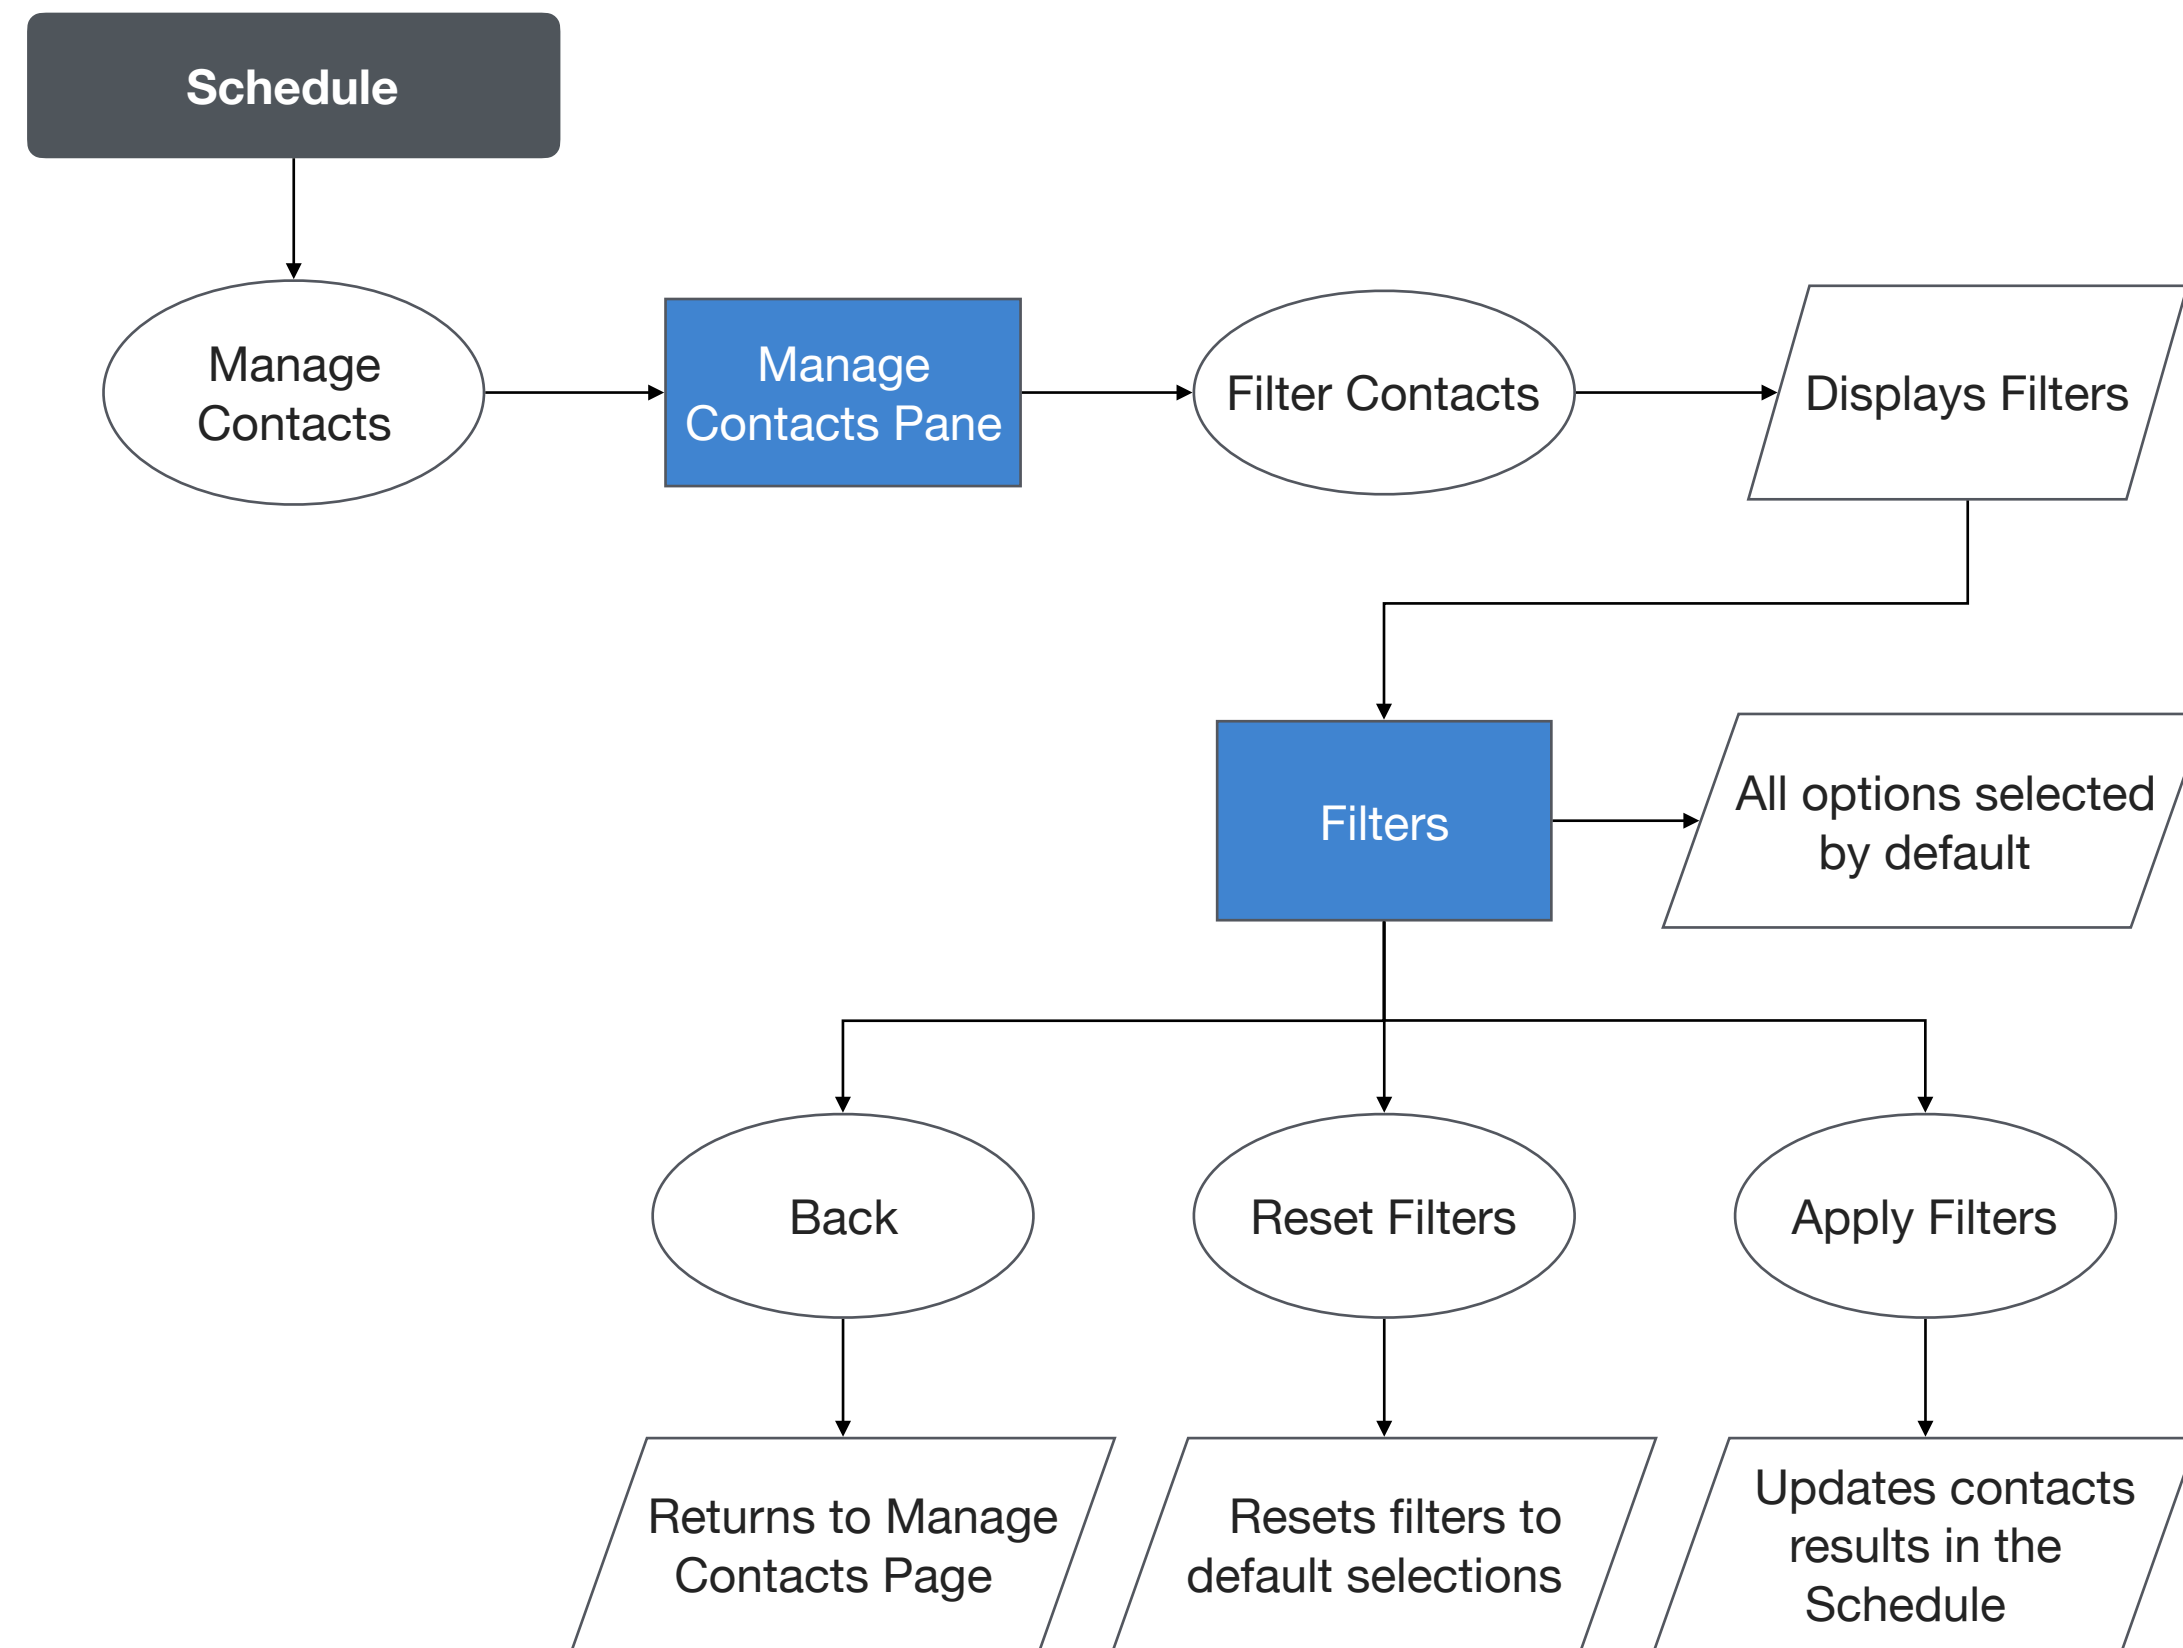 Schedule
Manage
Contacts
Manage
Contacts Pane
Filter Contacts
Displays Filters
Filters
All options selected
by default
Back
Reset Filters
Apply Filters
Returns to Manage
Contacts Page
Resets filters to
default selections
Updates contacts
results in the
Schedule